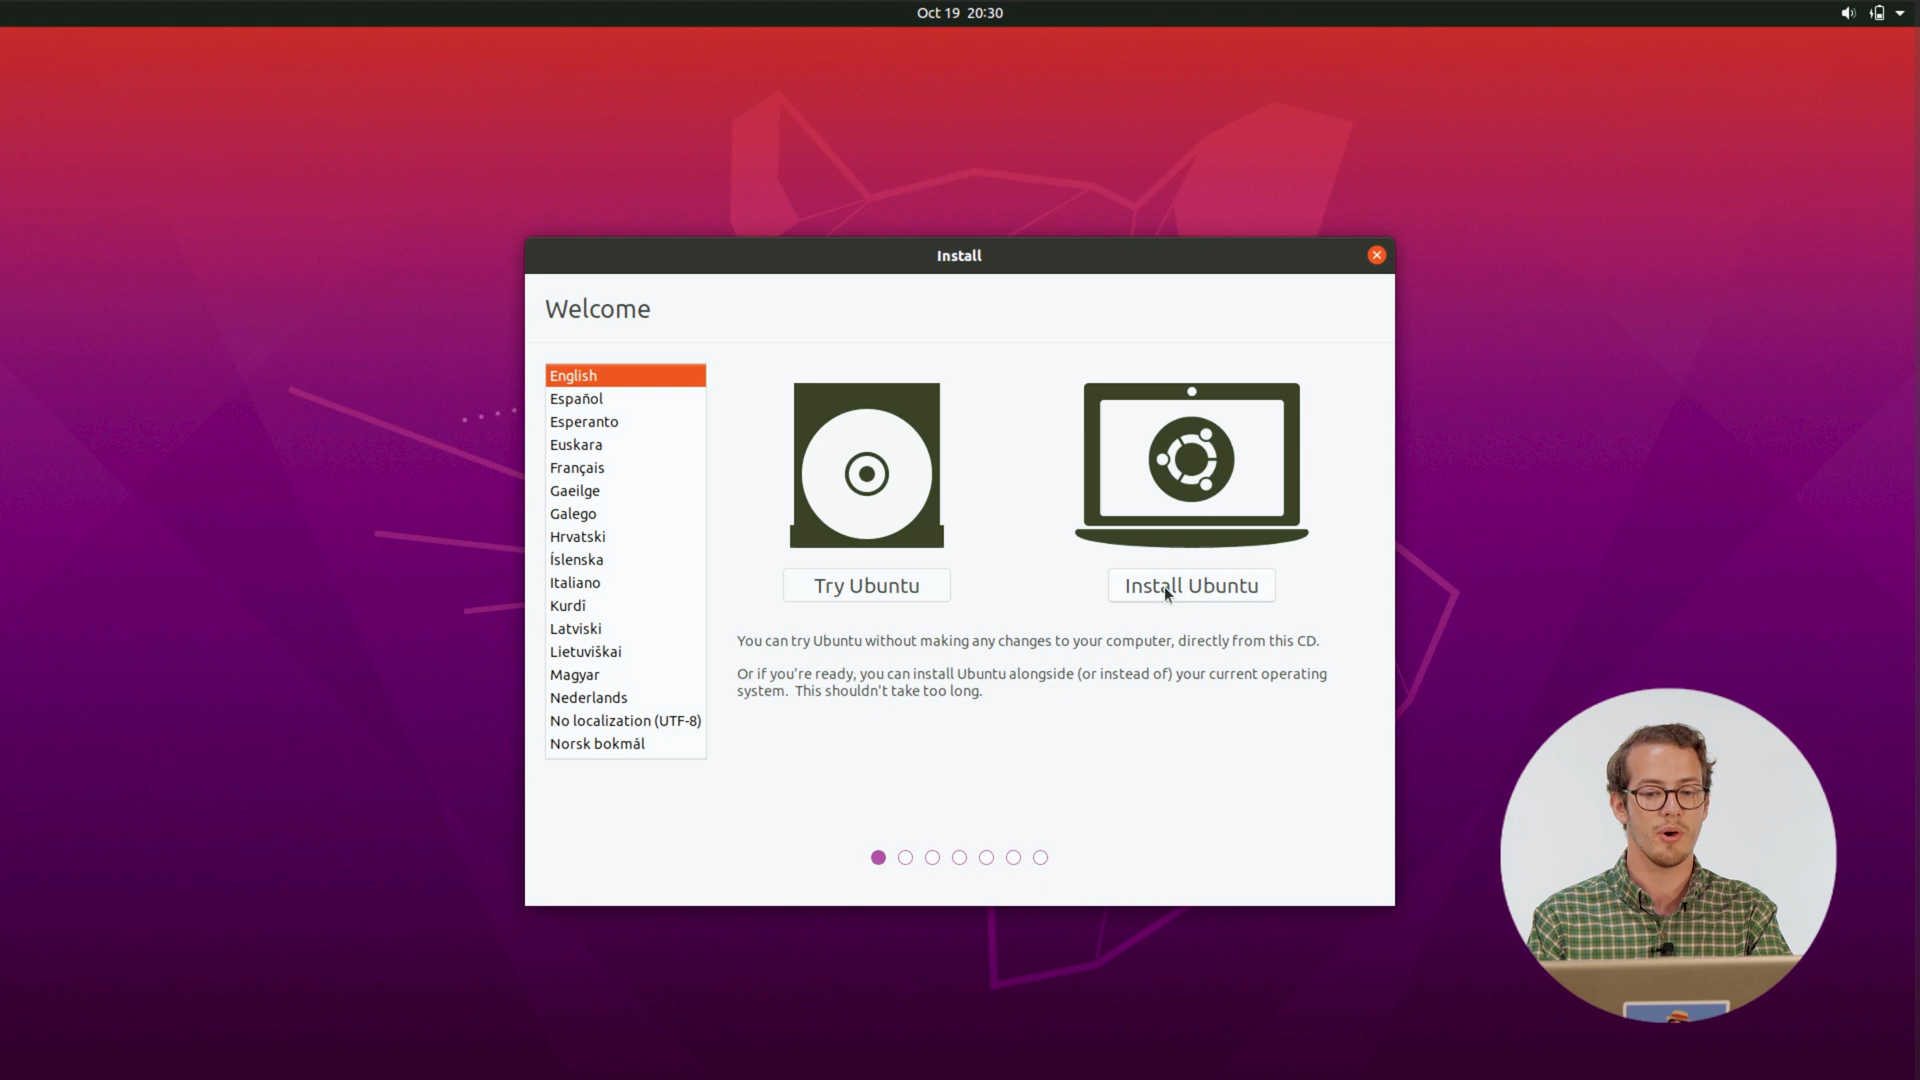 Oct 19 20:30
Install
Welcome
English
Español
Esperanto
Euskara
Français
Gaeilge
Galego
Hrvatski
Íslenska
Italiano
Kurdî
Latviski
Lietuviškai
Magyar
Nederlands
No localization (UTF-8)
Norsk bokmål
Try Ubuntu
Install Ubuntu
You can try Ubuntu without making any changes to your computer, directly from this CD.
Or if you're ready, you can install Ubuntu alongside (or instead of) your current operating
system. This shouldn't take too long.